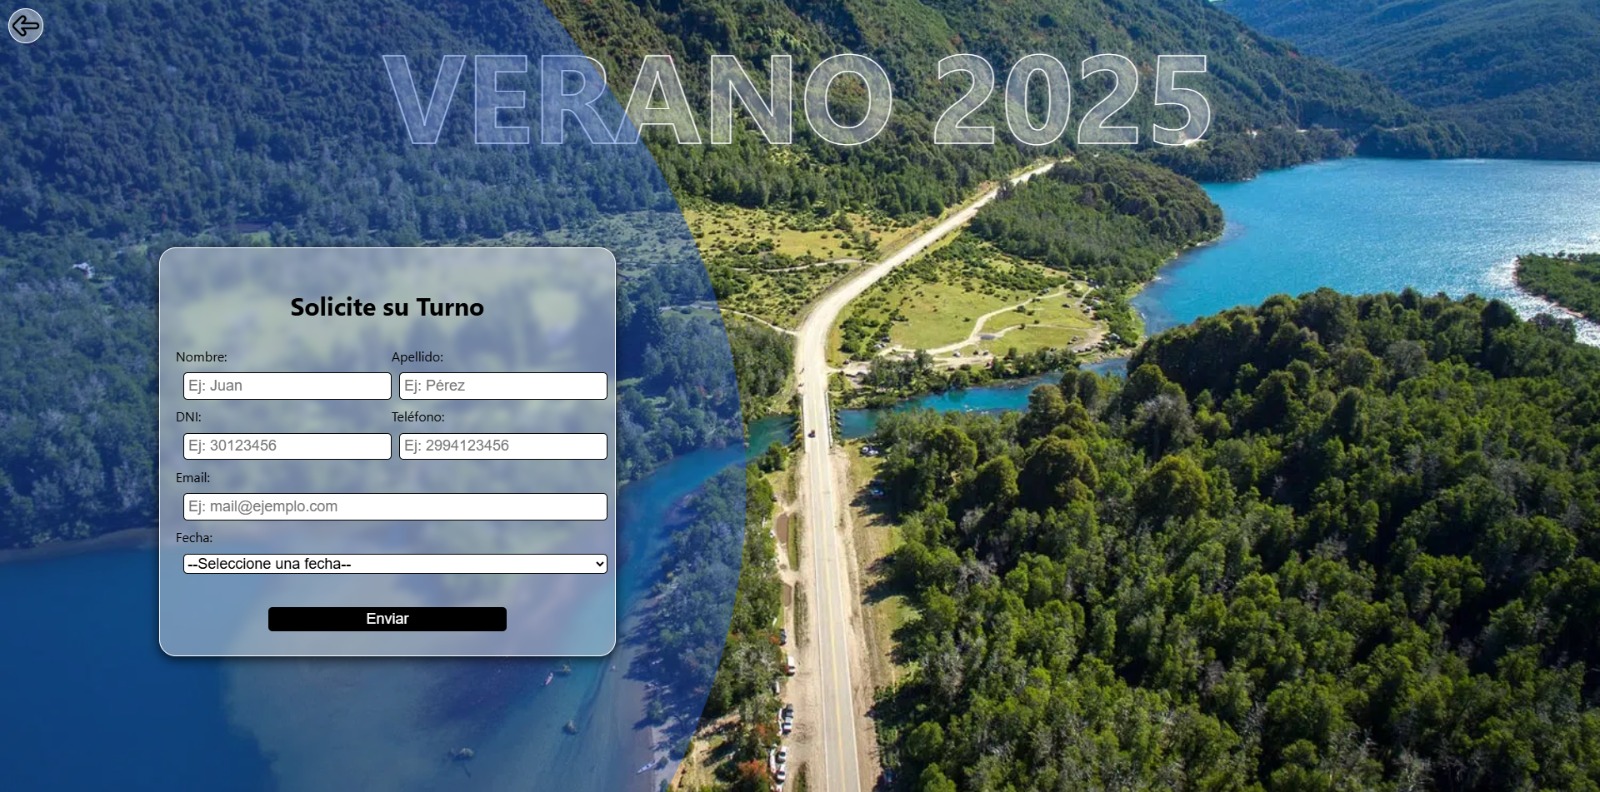 VERANO 2025
Solicite su Turno
Nombre: Apellido:
Ej: Juan Ej: Pérez
DNI: Teléfono:
Ej: 30123456 Ej: 2994123456
Email:
Ej: mail@ejemplo.com
Fecha:
--Seleccione una fecha--
Enviar